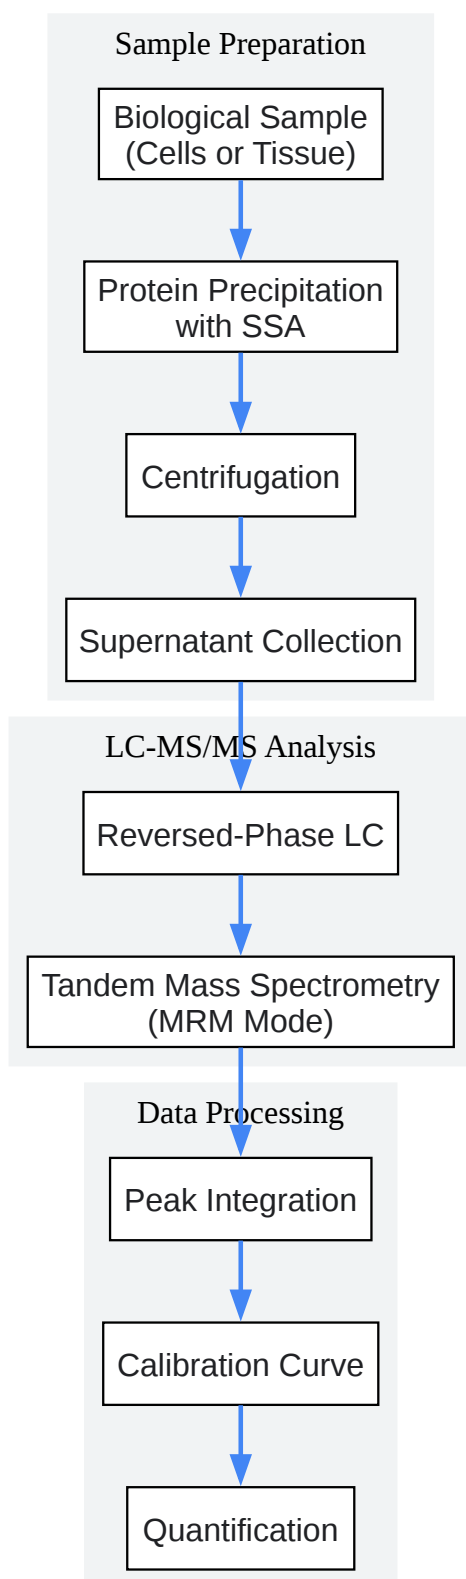 Sample Preparation
Biological Sample
(Cells or Tissue)
Protein Precipitation
with SSA
Centrifugation
Supernatant Collection
LC-MS/MS Analysis
Reversed-Phase LC
Tandem Mass Spectrometry
(MRM Mode)
Data Processing
Peak Integration
Calibration Curve
Quantification